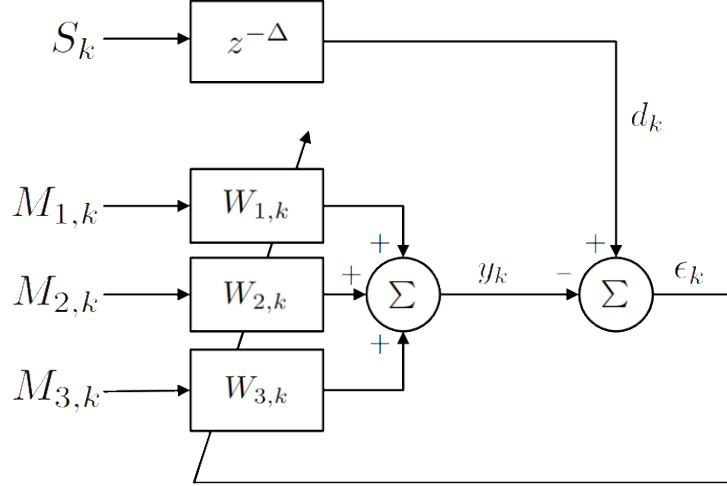 S_k
z^{-Δ}
d_k
M_{1,k}
W_{1,k}
+
+
M_{2,k}
W_{2,k}
+
Σ
y_k
–
Σ
ϵ_k
+
M_{3,k}
W_{3,k}